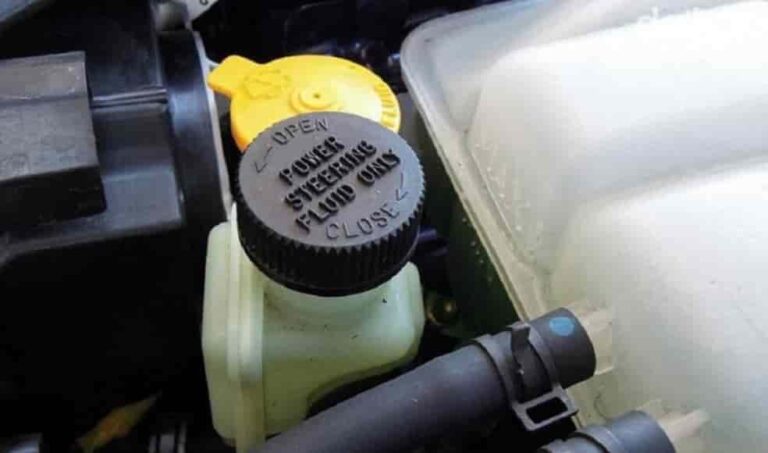 OPEN
POWER
STEERING
FLUID ONLY
CLOSE